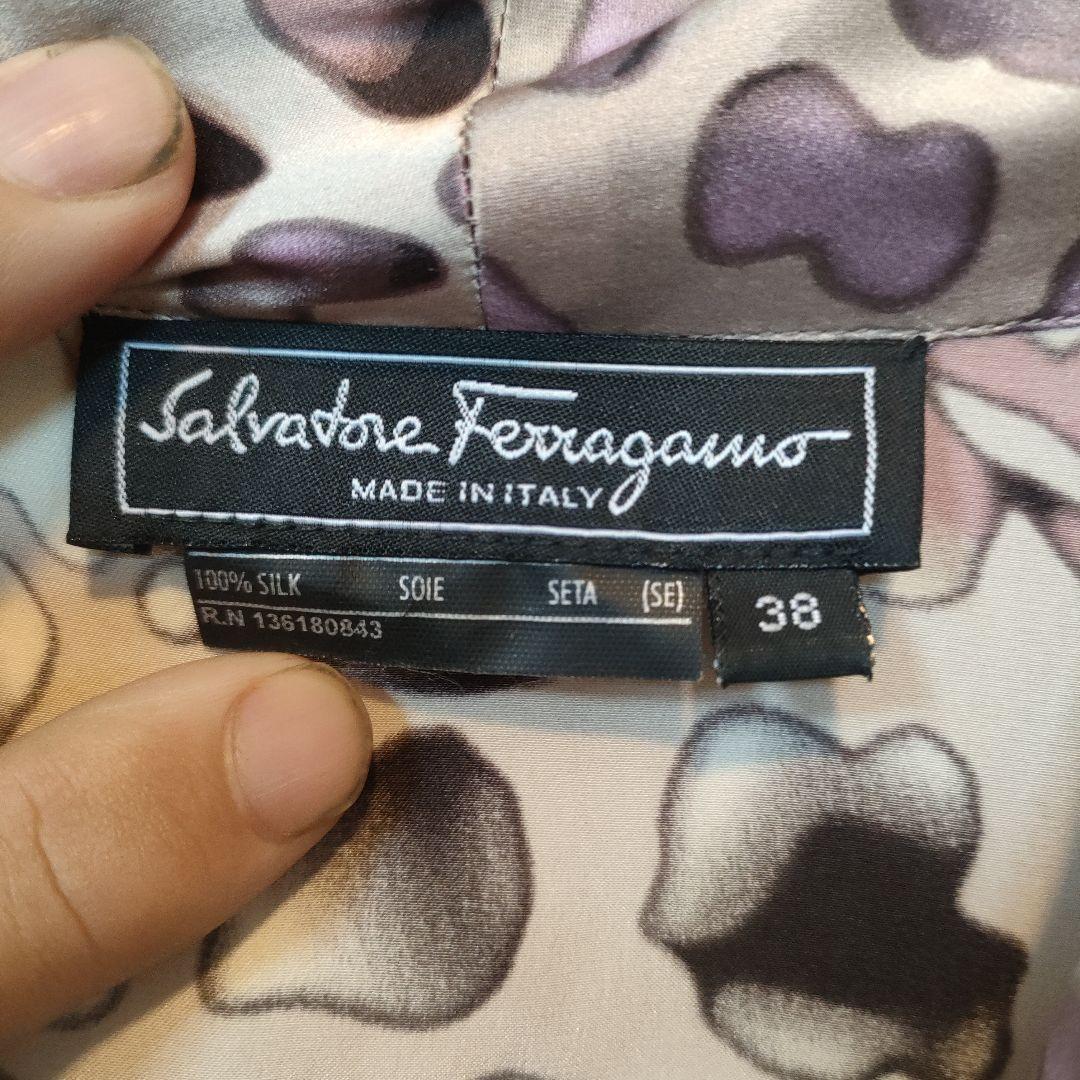 Salvatore Ferragamo
MADE IN ITALY
100% SILK SOIE SETA (SE)
R.N 136180843
38